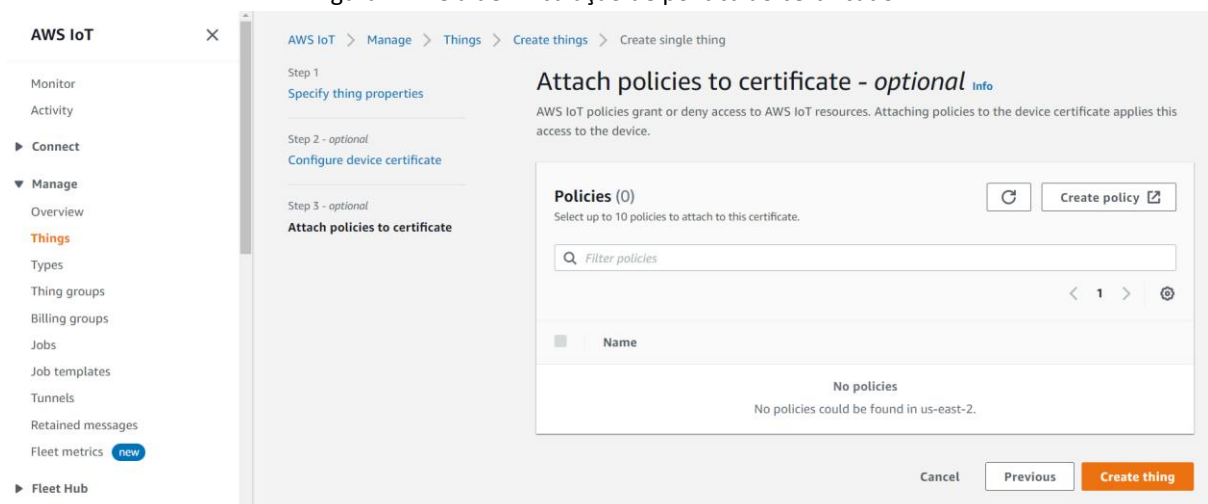 AWS IoT
Monitor
Activity
Connect
Manage
Overview
Things
Types
Thing groups
Billing groups
Jobs
Job templates
Tunnels
Retained messages
Fleet metrics new
Fleet Hub
AWS IoT > Manage > Things > Create things > Create single thing
Step 1
Specify thing properties
Step 2 - optional
Configure device certificate
Step 3 - optional
Attach policies to certificate
Attach policies to certificate - optional Info
AWS IoT policies grant or deny access to AWS IoT resources. Attaching policies to the device certificate applies this
access to the device.
Policies (0)
Select up to 10 policies to attach to this certificate.
Create policy
Filter policies
1
Name
No policies
No policies could be found in us-east-2.
Cancel
Previous
Create thing